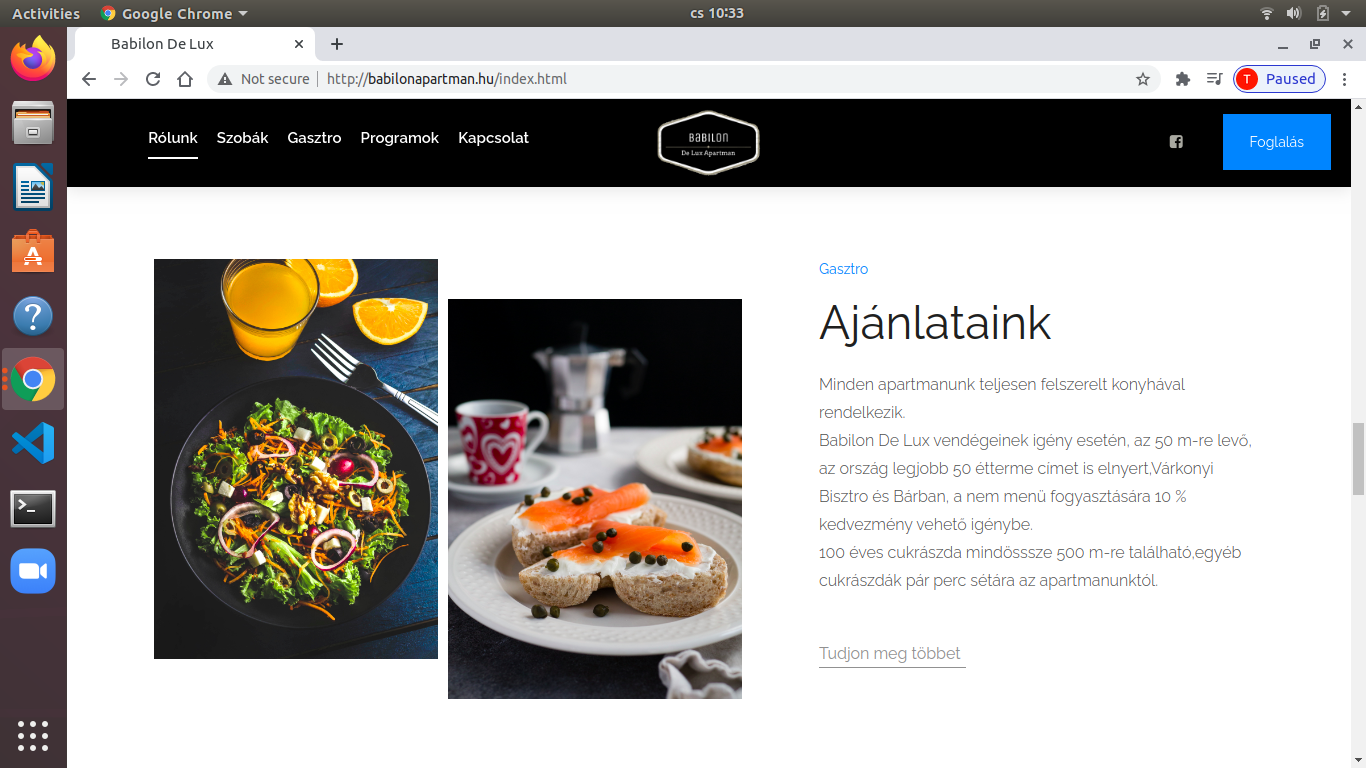 Activities
Google Chrome
cs 10:33
Babilon De Lux
Not secure
http://babilonapartman.hu/index.html
T
Paused
Rólunk
Szobák
Gasztro
Programok
Kapcsolat
BABILON
De Lux Apartman
Foglalás
Gasztro
Ajánlataink
Minden apartmanunk teljesen felszerelt konyhával
rendelkezik.
Babilon De Lux vendégeinek igény esetén, az 50 m-re levő,
az ország legjobb 50 étterme címet is elnyert,Várkonyi
Bisztro és Bárban, a nem menű fogyasztására 10 %
kedvezmény vehető igénybe.
100 éves cukrászda mindösssze 500 m-re található,egyéb
cukrászdák pár perc sétára az apartmanunktól.
Tudjon meg többet